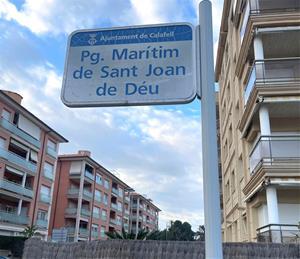 Ajuntament de Calafell
Pg. Marítim
de Sant Joan
de Déu